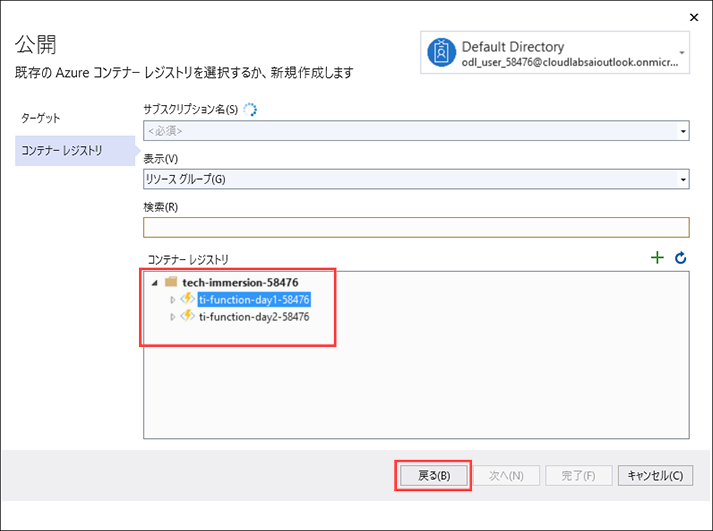 公開
既存の Azure コンテナー レジストリを選択するか、新規作成します
Default Directory
odl_user_58476@cloudlabsaioutlook.onmicr...
ターゲット
コンテナー レジストリ
サブスクリプション名(S)
<必須>
表示(V)
リソース グループ(G)
検索(R)
コンテナー レジストリ
tech-immersion-58476
ti-function-day1-58476
ti-function-day2-58476
戻る(B)
次へ(N)
完了(F)
キャンセル(C)